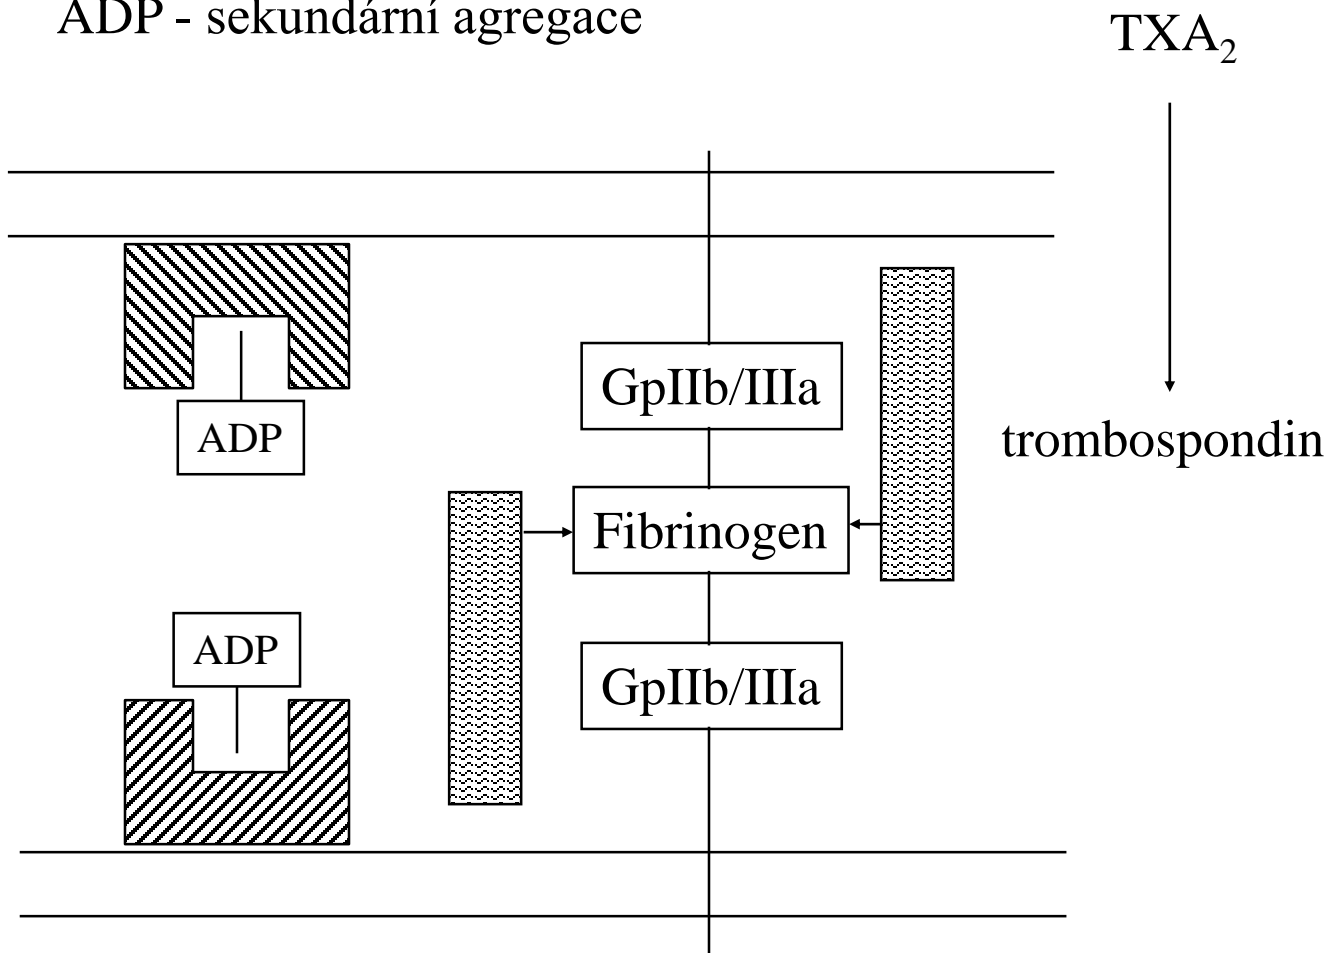 ADP - sekundární agregace
TXA₂
GpIIb/IIIa
ADP
trombospondin
Fibrinogen
ADP
GpIIb/IIIa